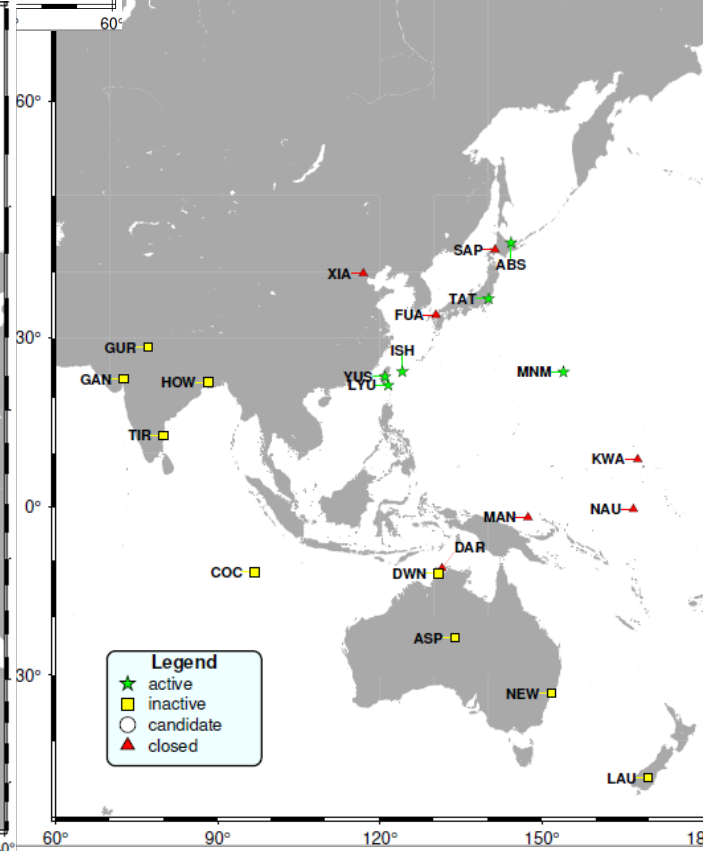 60°
60°
SAP
ABS
XIA
TAT
FUA
30°
ISH
GUR
MNM
YUS
GAN
HOW
LYU
TIR
KWA
0°
NAU
MAN
DAR
COC
DWN
ASP
Legend
30°
active
NEW
inactive
candidate
closed
LAU
60°
90°
120°
150°